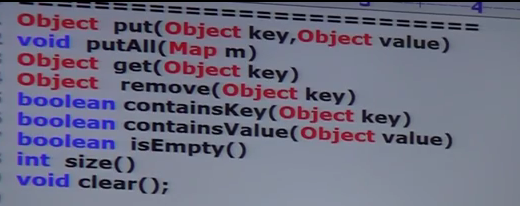 4
==============================
Object put(Object key,Object value)
void putAll(Map m)
Object get(Object key)
Object remove(Object key)
boolean containsKey(Object key)
boolean containsValue(Object value)
boolean isEmpty()
int size()
void clear();